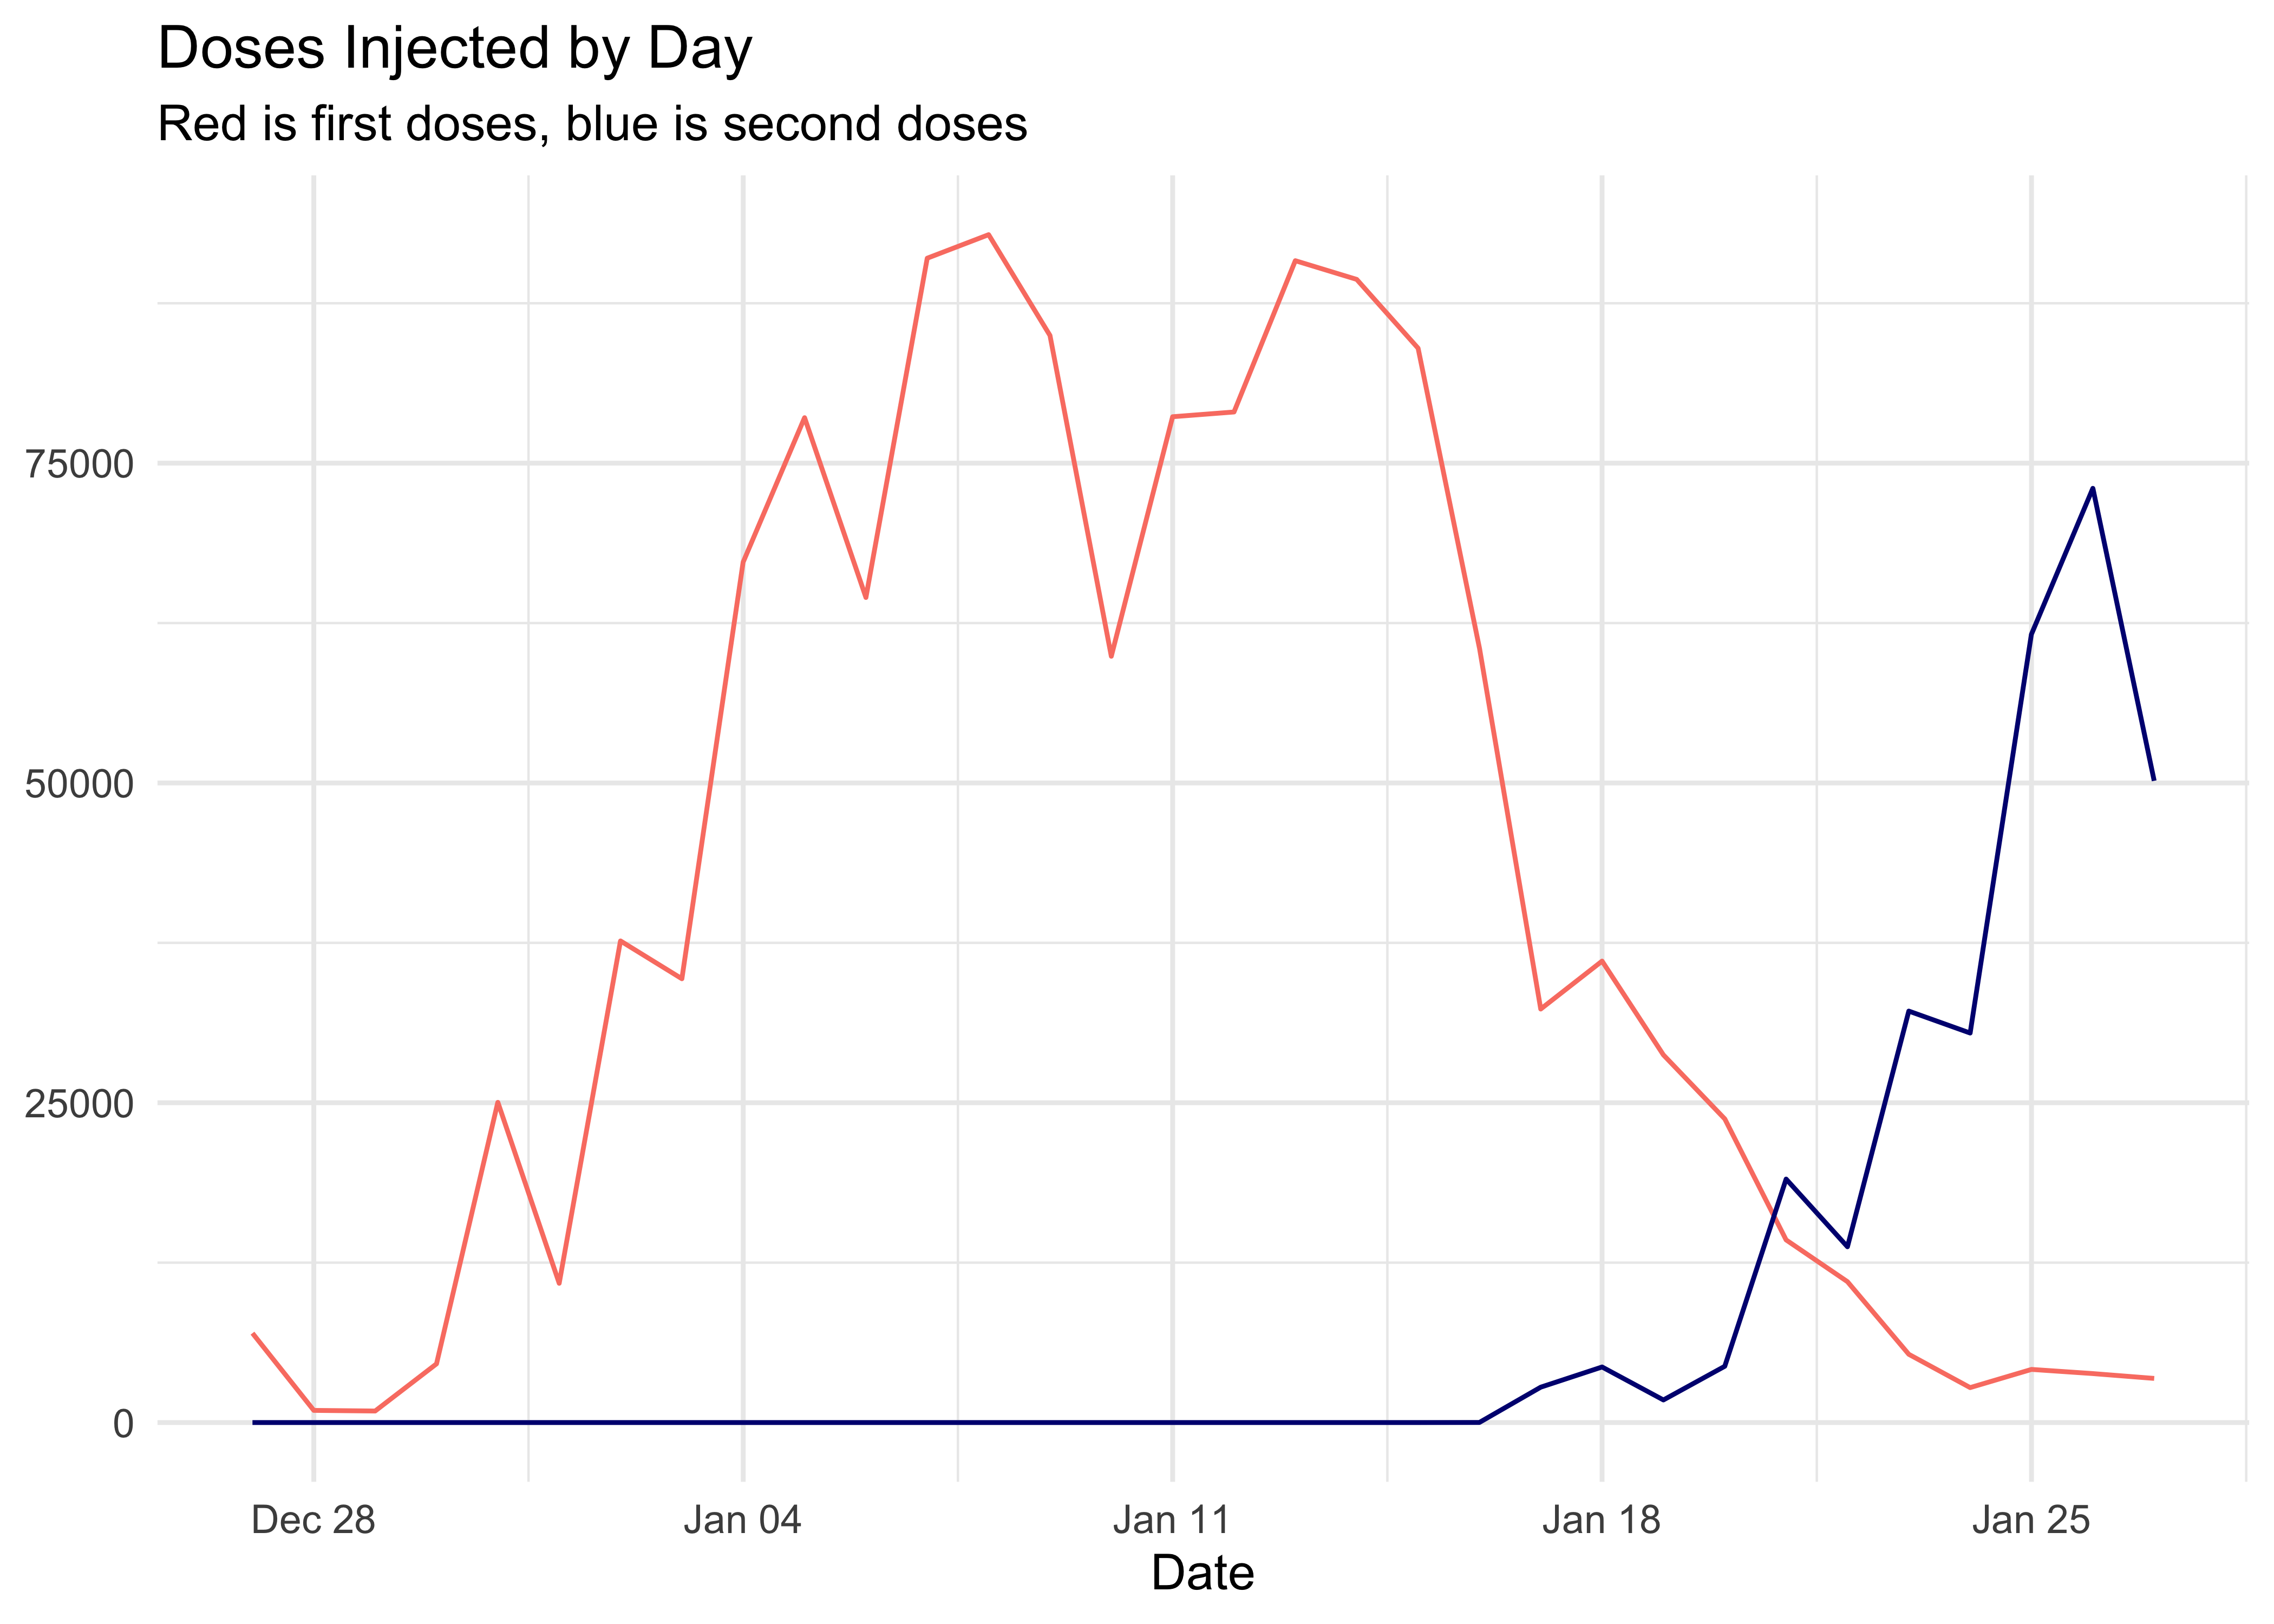 Doses Injected by Day
Red is first doses, blue is second doses
75000
50000
25000
0
Dec 28 Jan 04 Jan 11 Jan 18 Jan 25
Date